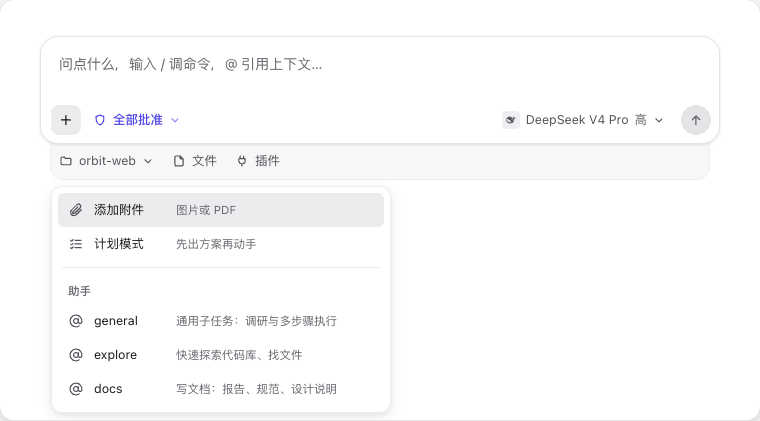 问点什么，输入 / 调命令，@ 引用上下文...
全部批准 DeepSeek V4 Pro 高
orbit-web 文件 插件
添加附件 图片或 PDF
计划模式 先出方案再动手
助手
@ general 通用子任务：调研与多步骤执行
@ explore 快速探索代码库、找文件
@ docs 写文档：报告、规范、设计说明